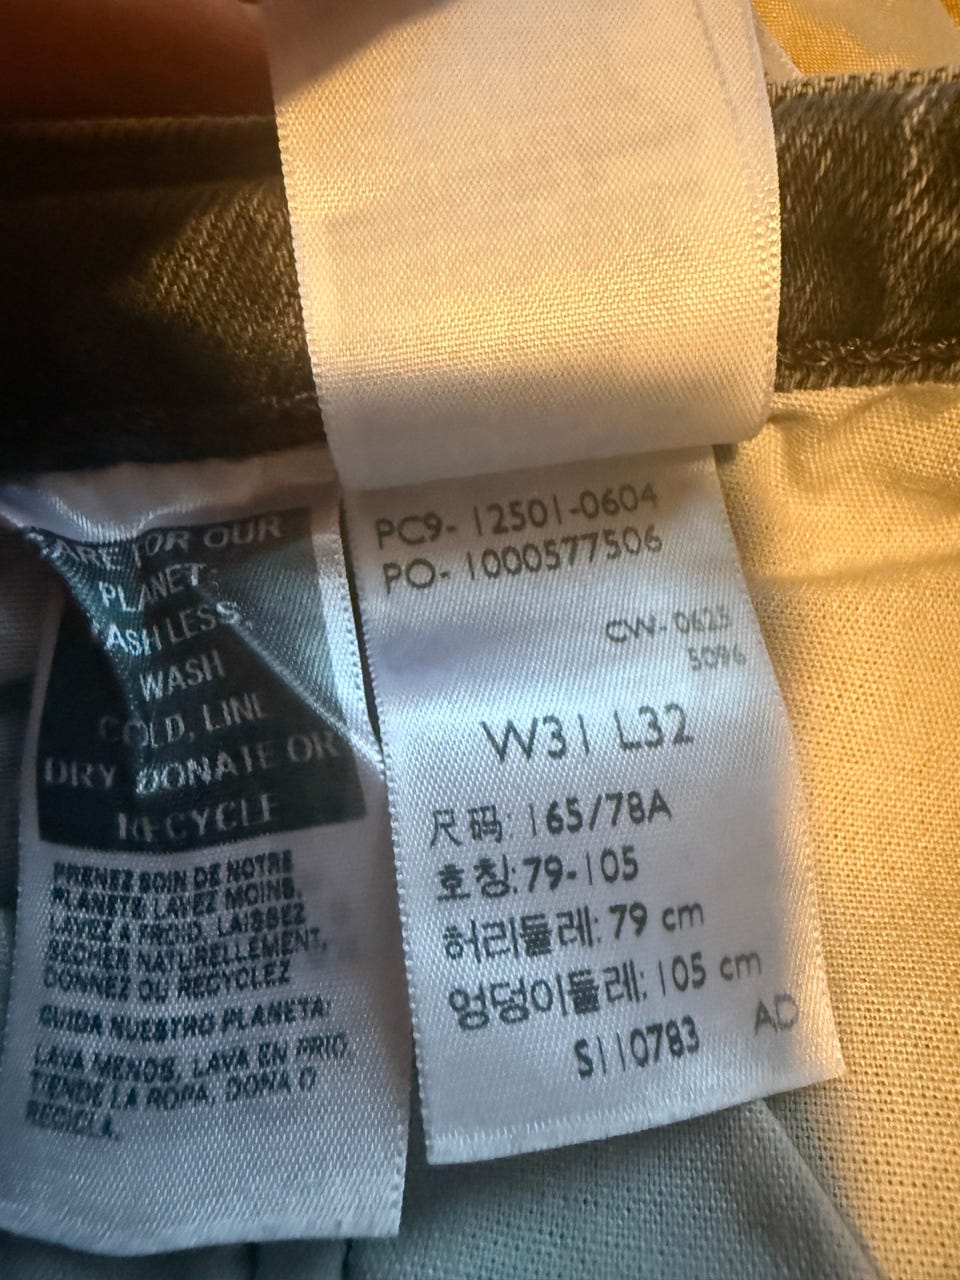 CARE FOR OUR
PLANET:
WASH LESS,
WASH
COLD, LINE
DRY DONATE OR
RECYCLE
PRENEZ SOIN DE NOTRE
PLANETE: LAVEZ MOINS,
LAVEZ A FROID, LAISSEZ
SECHER NATURELLEMENT,
DONNEZ OU RECYCLEZ
CUIDA NUESTRO PLANETA:
LAVA MENOS, LAVA EN FRIO,
TIENDE LA ROPA, DONA O
RECICLA.
PC9- 12501-0604
PO- 1000577506
CW- 0625
5096
W31 L32
尺码: 165/78A
호칭: 79-105
허리둘레: 79 cm
엉덩이둘레: 105 cm
AD
S110783